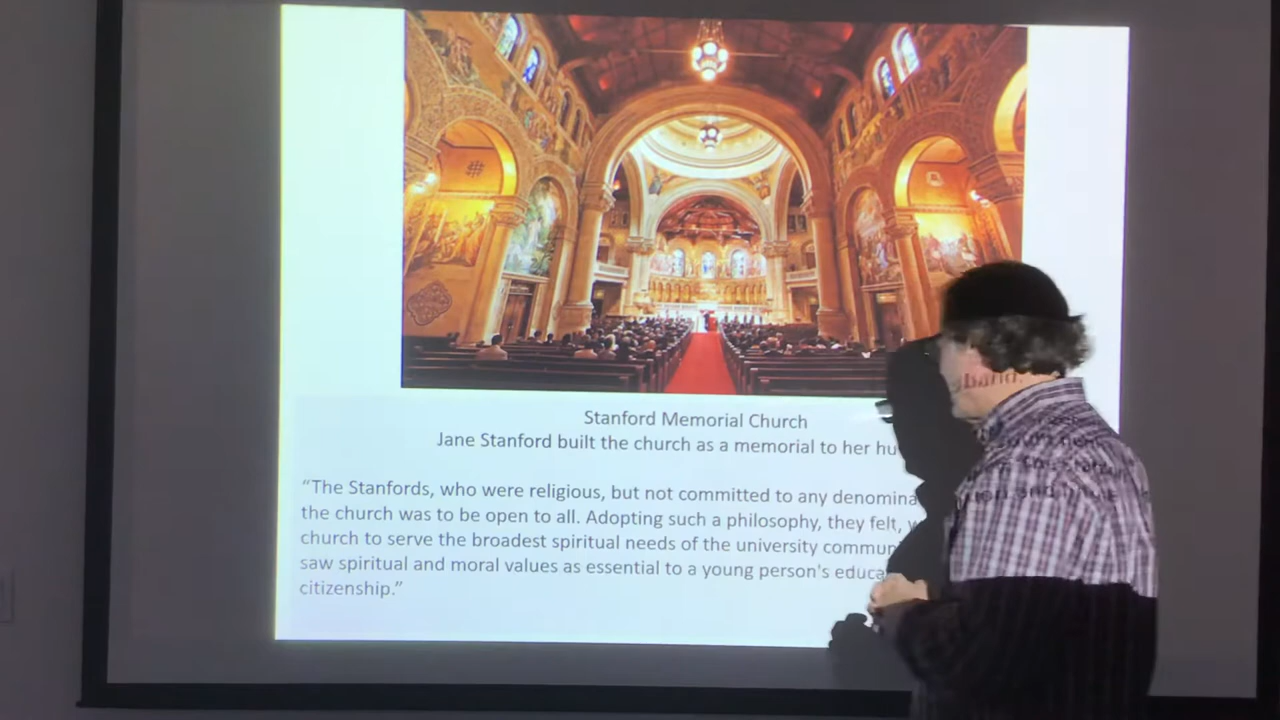 Stanford Memorial Church
Jane Stanford built the church as a memorial to her hu
band.
"The Stanfords, who were religious, but not committed to any denomina
the church was to be open to all. Adopting such a philosophy, they felt,
church to serve the broadest spiritual needs of the university commun
saw spiritual and moral values as essential to a young person's educa
citizenship."